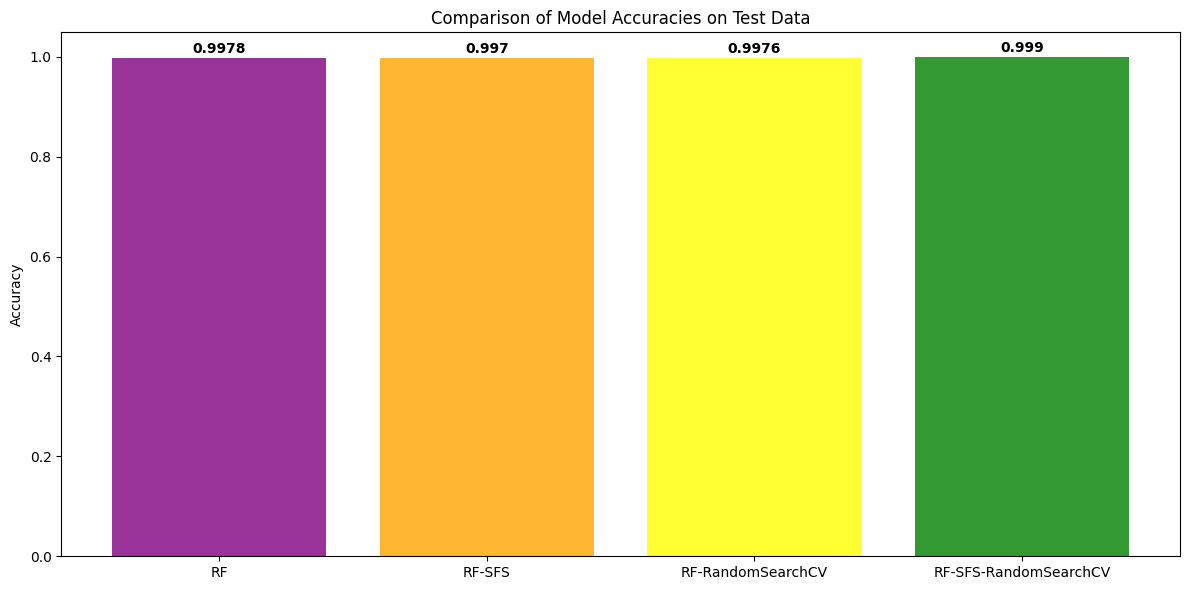 Comparison of Model Accuracies on Test Data
0.9978 0.997 0.9976 0.999
1.0
0.8
0.6
0.4
0.2
0.0
Accuracy
RF RF-SFS RF-RandomSearchCV RF-SFS-RandomSearchCV